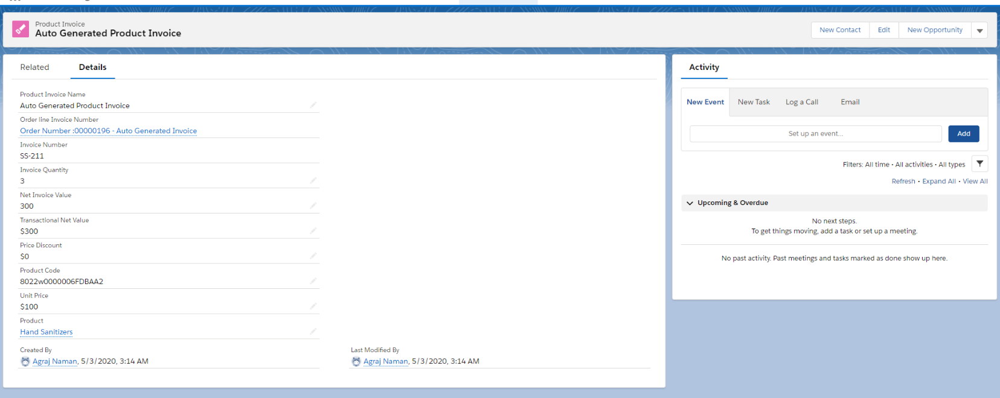 Product Invoice
Auto Generated Product Invoice
New Contact
Edit
New Opportunity
Related
Details
Product Invoice Name
Auto Generated Product Invoice
Order line Invoice Number
Order Number :00000196 - Auto Generated Invoice
Invoice Number
SS-211
Invoice Quantity
3
Net Invoice Value
300
Transactional Net Value
$300
Price Discount
$0
Product Code
8022w0000006FDBAA2
Unit Price
$100
Product
Hand Sanitizers
Created By
Agraj Naman, 5/3/2020, 3:14 AM
Last Modified By
Agraj Naman, 5/3/2020, 3:14 AM
Activity
New Event
New Task
Log a Call
Email
Set up an event...
Add
Filters: All time • All activities • All types
Refresh • Expand All • View All
Upcoming & Overdue
No next steps.
To get things moving, add a task or set up a meeting.
No past activity. Past meetings and tasks marked as done show up here.